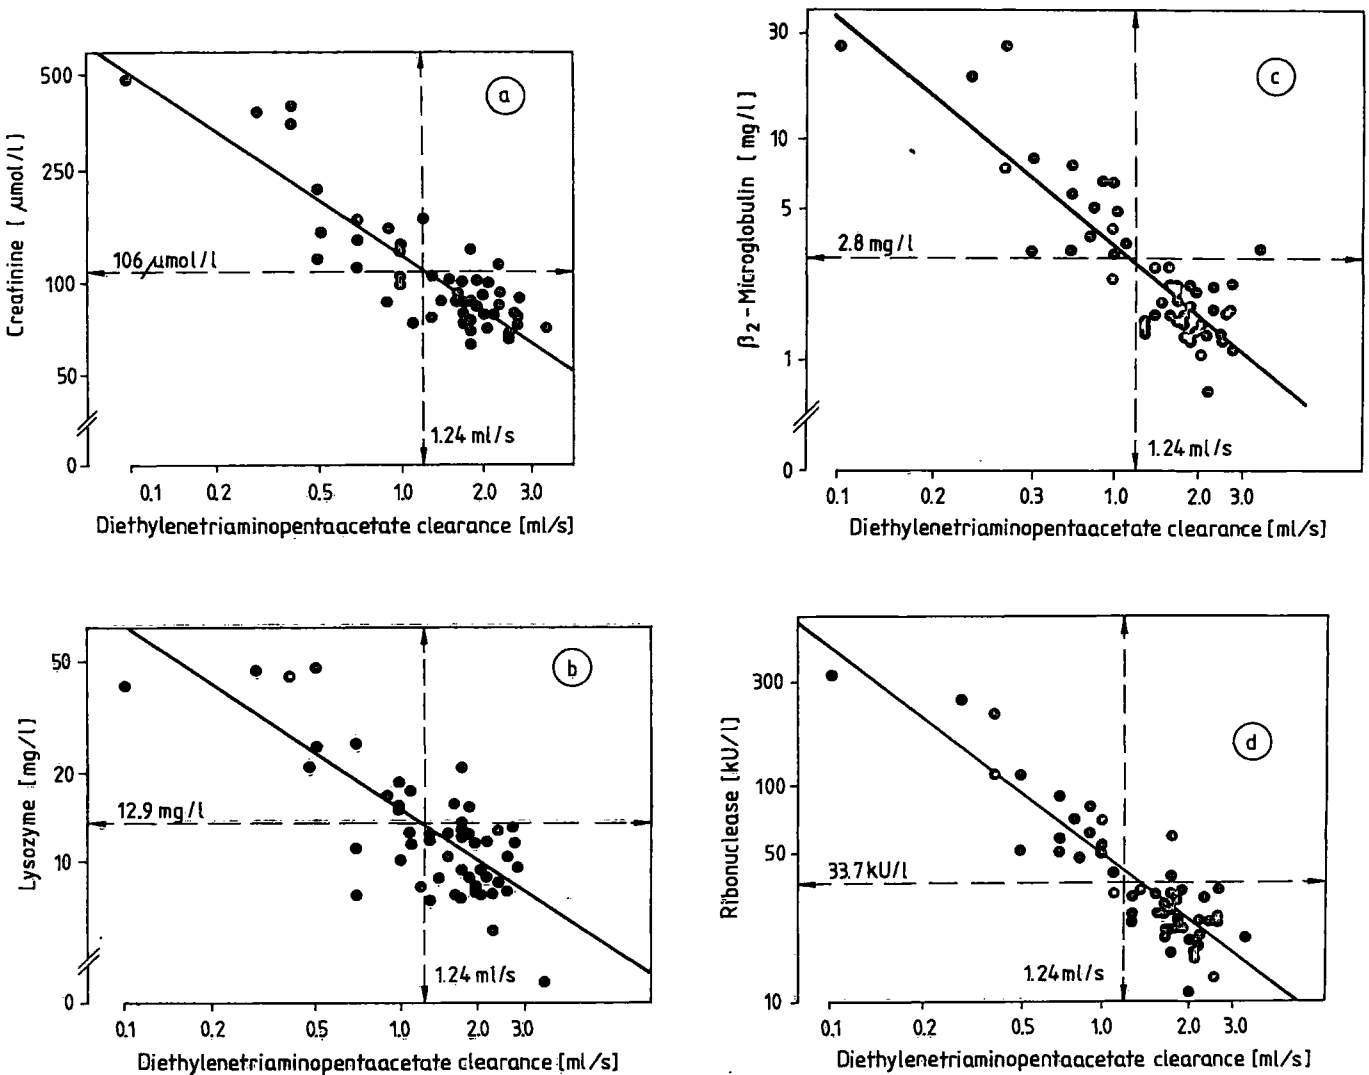 a
Creatinine [ µmol/l ]
500
250
100
50
0
106 µmol/l
1.24 ml/s
0.1 0.2 0.5 1.0 2.0 3.0
Diethylenetriaminopentaacetate clearance [ml/s]
c
β2-Microglobulin [ mg/l ]
30
10
5
1
0
2.8 mg/l
1.24 ml/s
0.1 0.2 0.3 1.0 2.0 3.0
Diethylenetriaminopentaacetate clearance [ml/s]
b
Lysozyme [mg/l]
50
20
10
0
12.9 mg/l
1.24 ml/s
0.1 0.2 0.5 1.0 2.0 3.0
Diethylenetriaminopentaacetate clearance [ml/s]
d
Ribonuclease [kU/l]
300
100
50
10
33.7 kU/l
1.24 ml/s
0.1 0.2 0.5 1.0 2.0 3.0
Diethylenetriaminopentaacetate clearance [ml/s]